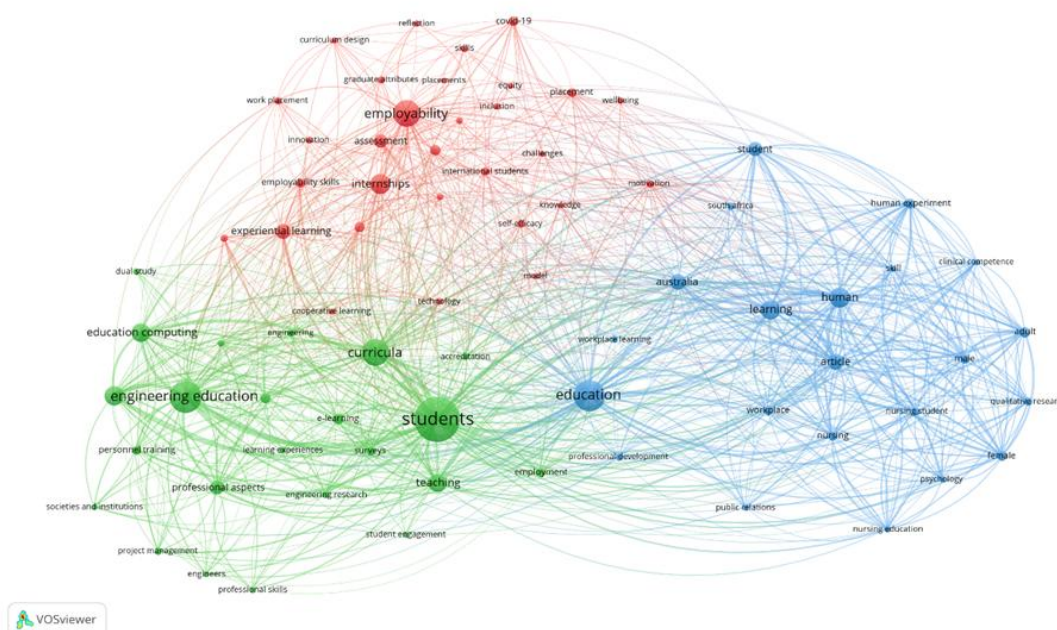 reflection
covid-19
curriculum design
skills
graduate attributes
placements
equity
placement
work placement
inclusion
wellbeing
employability
innovation
assessment
challenges
student
international students
employability skills
internships
motivation
knowledge
south africa
human experiment
self-efficacy
experiential learning
clinical competence
skill
dual study
model
australia
human
technology
learning
cooperative learning
education computing
engineering
adult
workplace learning
curricula
accreditation
article
male
engineering education
education
qualitative resear
students
workplace
nursing student
e-learning
nursing
personnel training
learning experiences
surveys
professional development
female
employment
teaching
psychology
professional aspects
engineering research
societies and institutions
public relations
student engagement
nursing education
project management
engineers
professional skills
VOSviewer